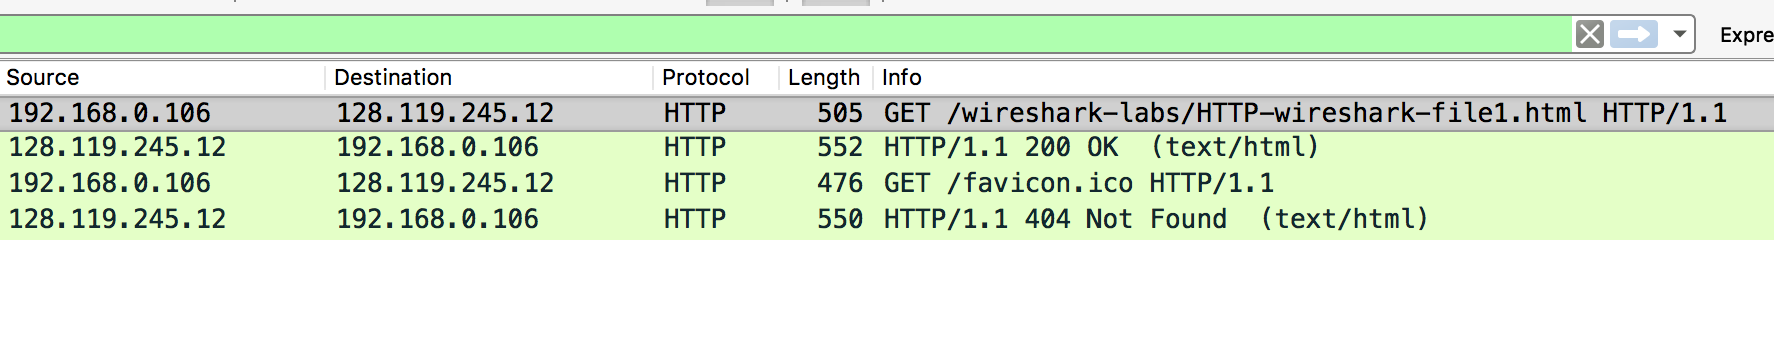 Expre
Source Destination Protocol Length Info
192.168.0.106 128.119.245.12 HTTP 505 GET /wireshark-labs/HTTP-wireshark-file1.html HTTP/1.1
128.119.245.12 192.168.0.106 HTTP 552 HTTP/1.1 200 OK (text/html)
192.168.0.106 128.119.245.12 HTTP 476 GET /favicon.ico HTTP/1.1
128.119.245.12 192.168.0.106 HTTP 550 HTTP/1.1 404 Not Found (text/html)